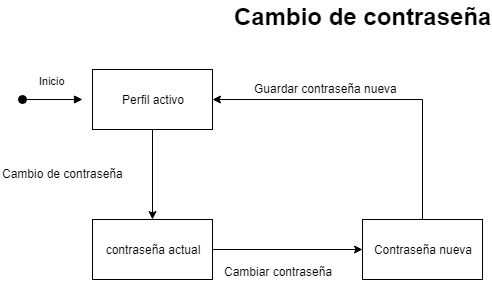 Cambio de contraseña
Inicio
Perfil activo
Guardar contraseña nueva
Cambio de contraseña
contraseña actual
Cambiar contraseña
Contraseña nueva